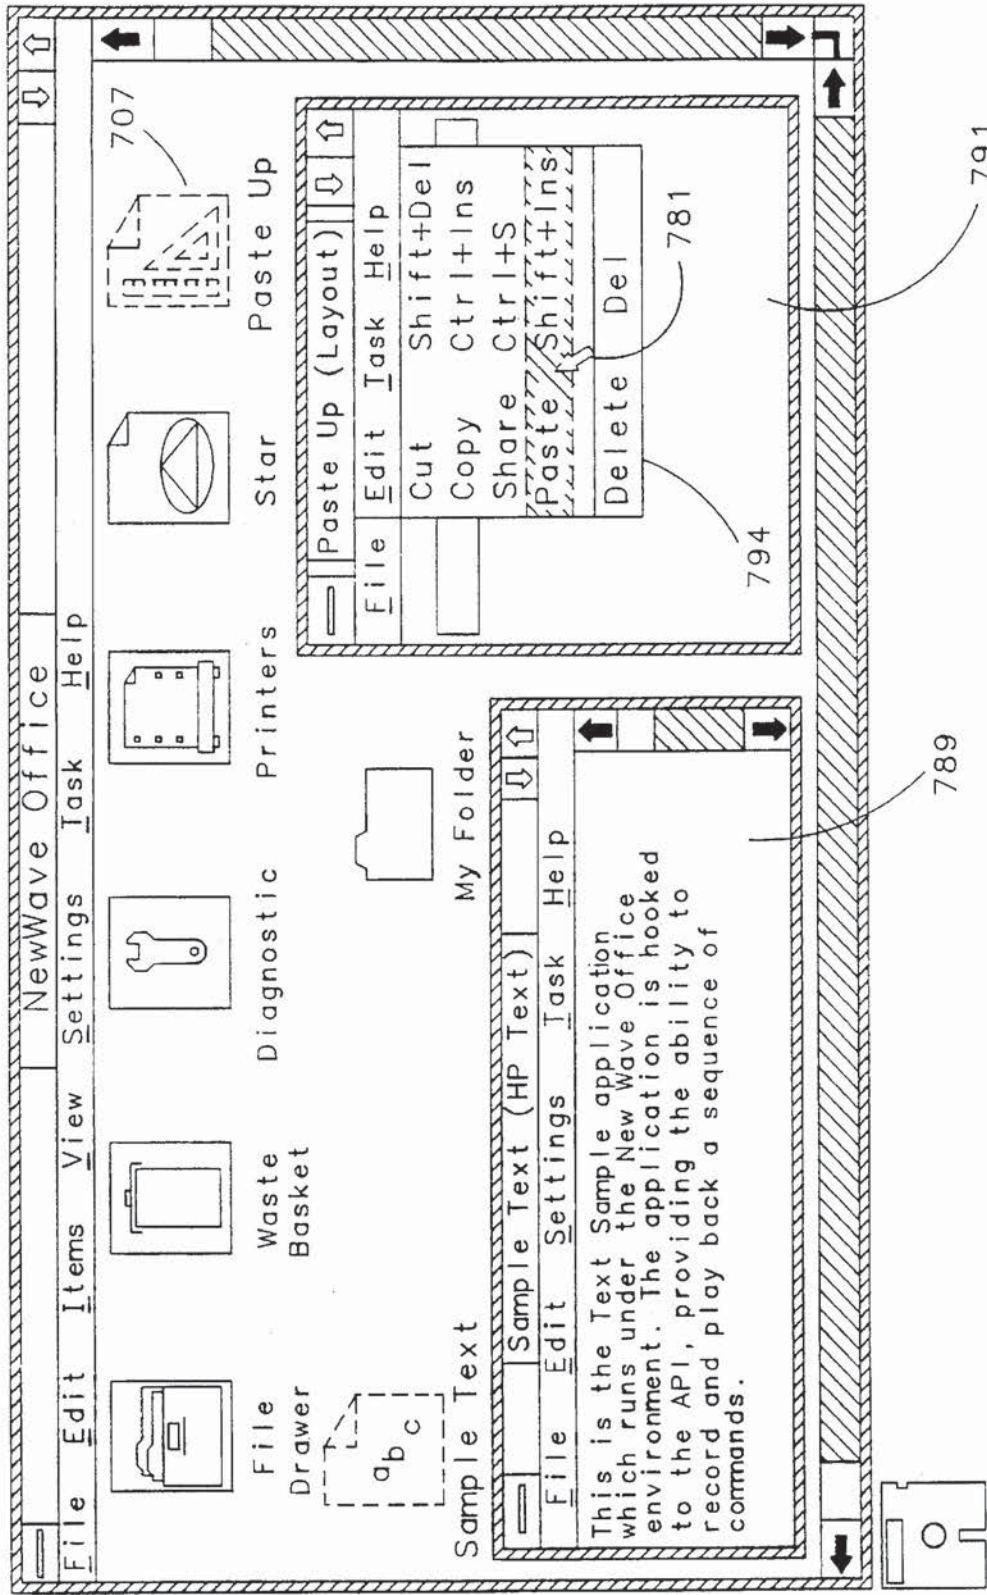 NewWave Office
File Edit Items View Settings Task Help
File
Drawer
Waste
Basket
Diagnostic
Printers
Star
Paste Up
707
abc
Sample Text
My Folder
Sample Text (HP Text)
File Edit Settings Task Help
This is the Text Sample application
which runs under the New Wave Office
environment. The application is hooked
to the API, providing the ability to
record and play back a sequence of
commands.
789
Paste Up (Layout)
File Edit Task Help
Cut Shift+Del
Copy Ctrl+Ins
Share Ctrl+S
Paste Shift+Ins
Delete Del
781
794
791